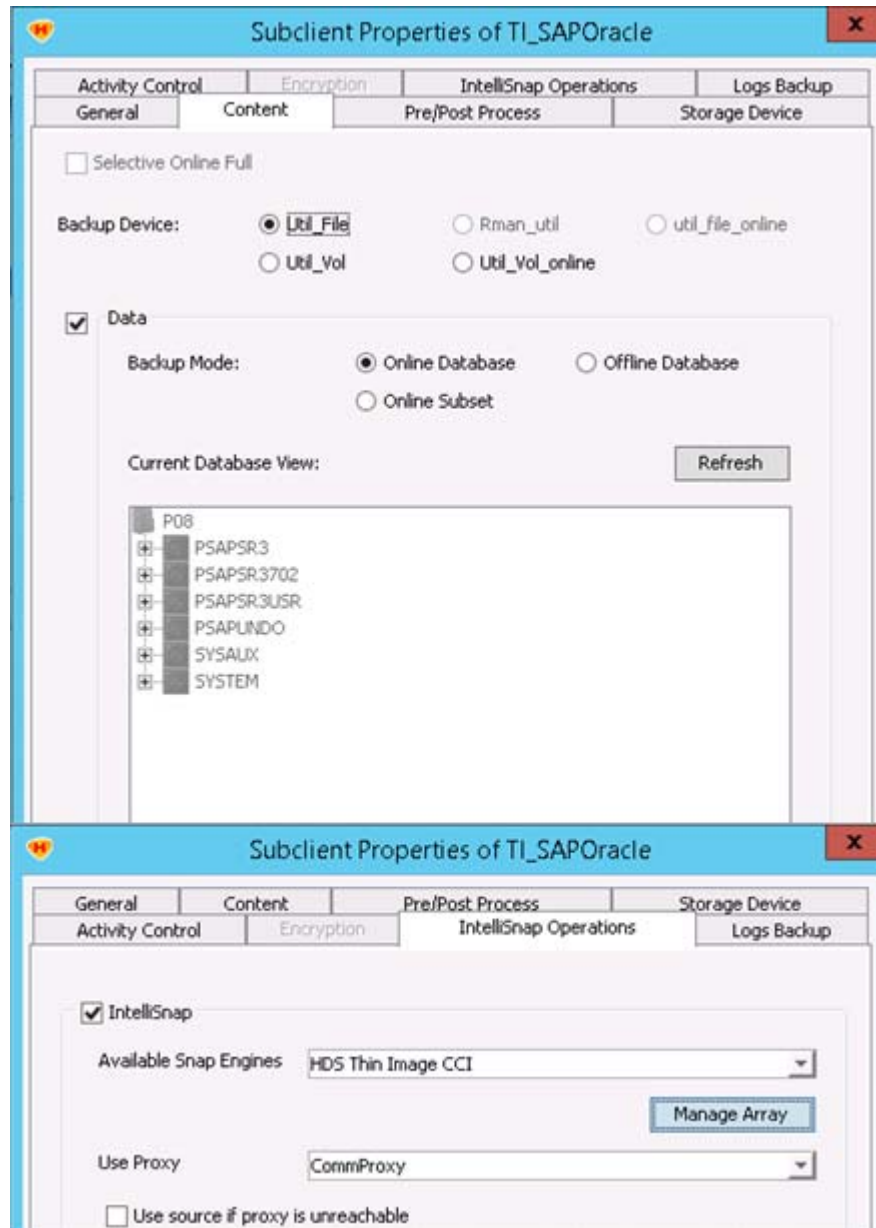 Subclient Properties of TI_SAPOracle
x
Activity Control Encryption IntelliSnap Operations Logs Backup
General Content Pre/Post Process Storage Device
Selective Online Full
Backup Device: Util_File Rman_util util_file_online
Util_Vol Util_Vol_online
Data
Backup Mode: Online Database Offline Database
Online Subset
Current Database View: Refresh
P08
PSAPSR3
PSAPSR3702
PSAPSR3USR
PSAPUNDO
SYSAUX
SYSTEM
Subclient Properties of TI_SAPOracle
x
General Content Pre/Post Process Storage Device
Activity Control Encryption IntelliSnap Operations Logs Backup
IntelliSnap
Available Snap Engines HDS Thin Image CCI
Manage Array
Use Proxy CommProxy
Use source if proxy is unreachable